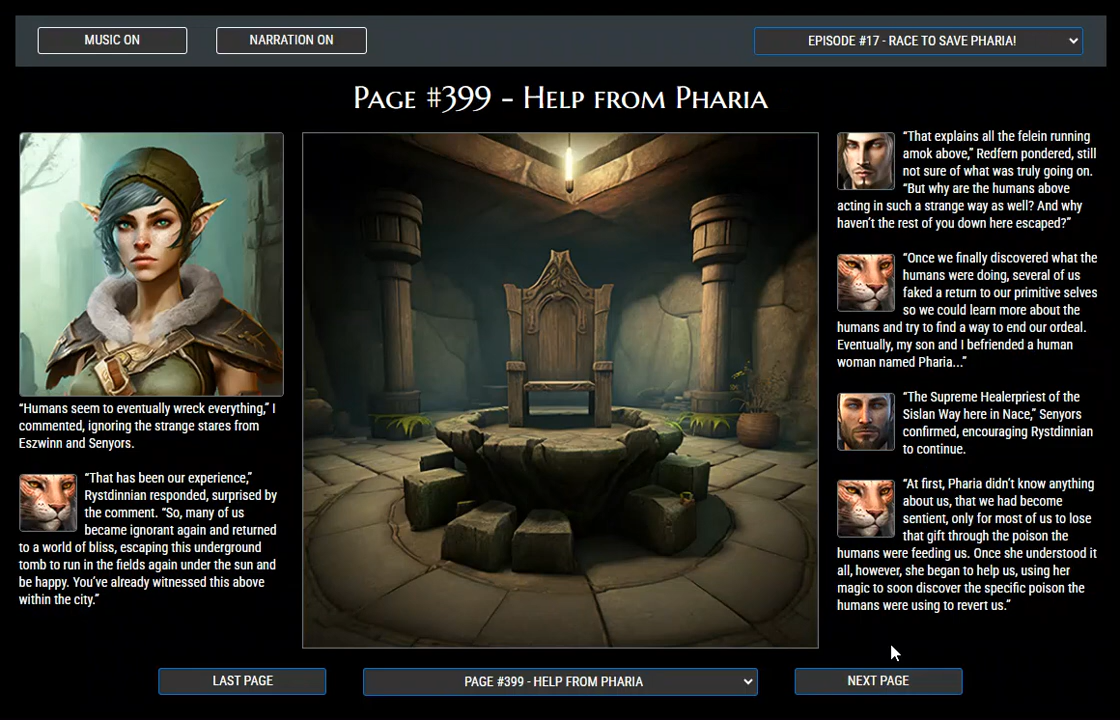 MUSIC ON
NARRATION ON
EPISODE #17 - RACE TO SAVE PHARIA!
Page #399 - Help from Pharia
“Humans seem to eventually wreck everything,” I
commented, ignoring the strange stares from
Eszwinn and Senyors.
“That has been our experience,”
Rystdinnian responded, surprised by
the comment. “So, many of us
became ignorant again and returned
to a world of bliss, escaping this underground
tomb to run in the fields again under the sun and
be happy. You’ve already witnessed this above
within the city.”
“That explains all the felein running
amok above,” Redfern pondered, still
not sure of what was truly going on.
“But why are the humans above
acting in such a strange way as well? And why
haven’t the rest of you down here escaped?”
“Once we finally discovered what the
humans were doing, several of us
faked a return to our primitive selves
so we could learn more about the
humans and try to find a way to end our ordeal.
Eventually, my son and I befriended a human
woman named Pharia...”
“The Supreme Healerpriest of the
Sislan Way here in Nace,” Senyors
confirmed, encouraging Rystdinnian
to continue.
“At first, Pharia didn’t know anything
about us, that we had become
sentient, only for most of us to lose
that gift through the poison the
humans were feeding us. Once she understood it
all, however, she began to help us, using her
magic to soon discover the specific poison the
humans were using to revert us.”
LAST PAGE
PAGE #399 - HELP FROM PHARIA
NEXT PAGE